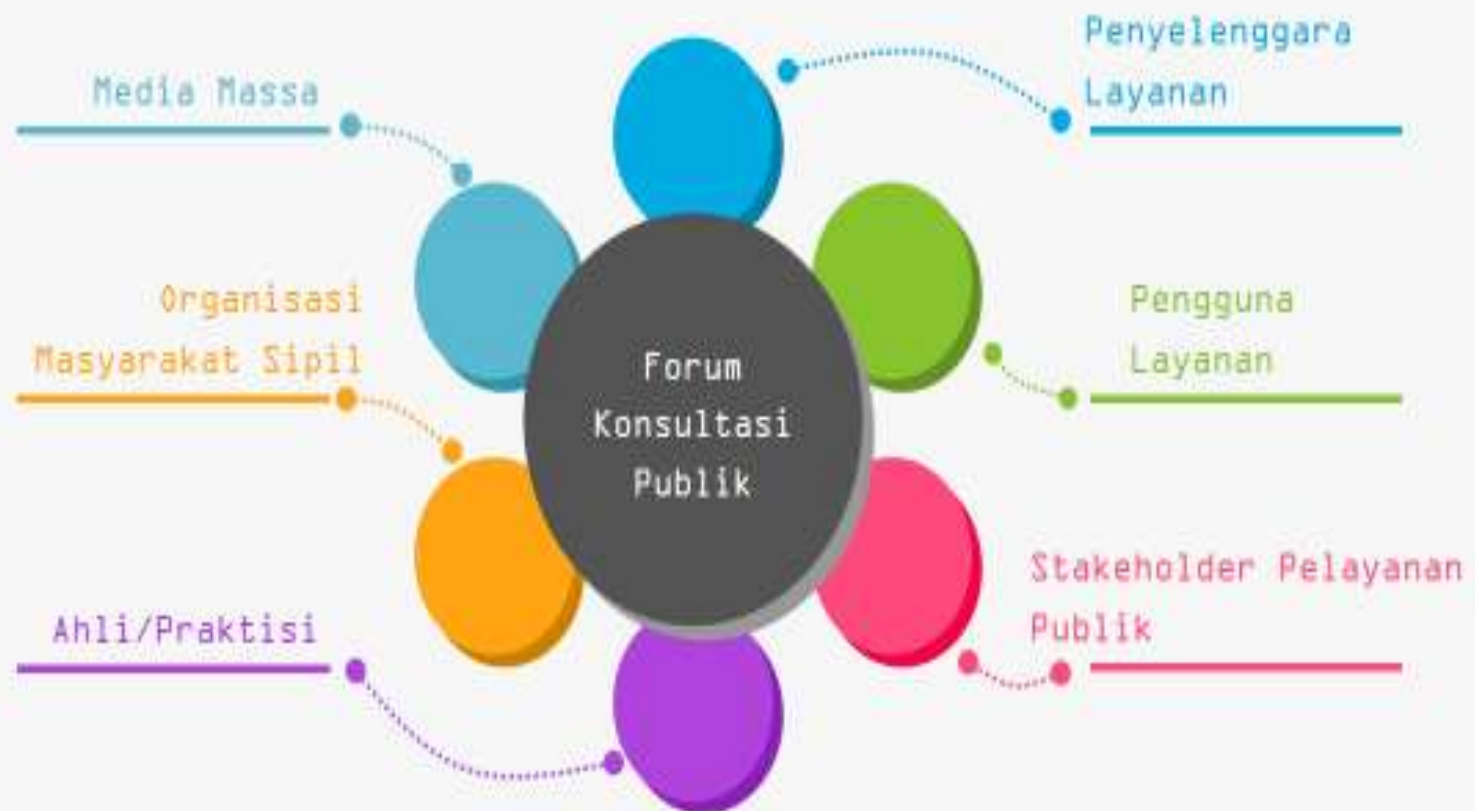 Penyelenggara
Layanan
Media Massa
Organisasi
Masyarakat Sipil
Pengguna
Layanan
Forum
Konsultasi
Publik
Stakeholder Pelayanan
Publik
Ahli/Praktisi